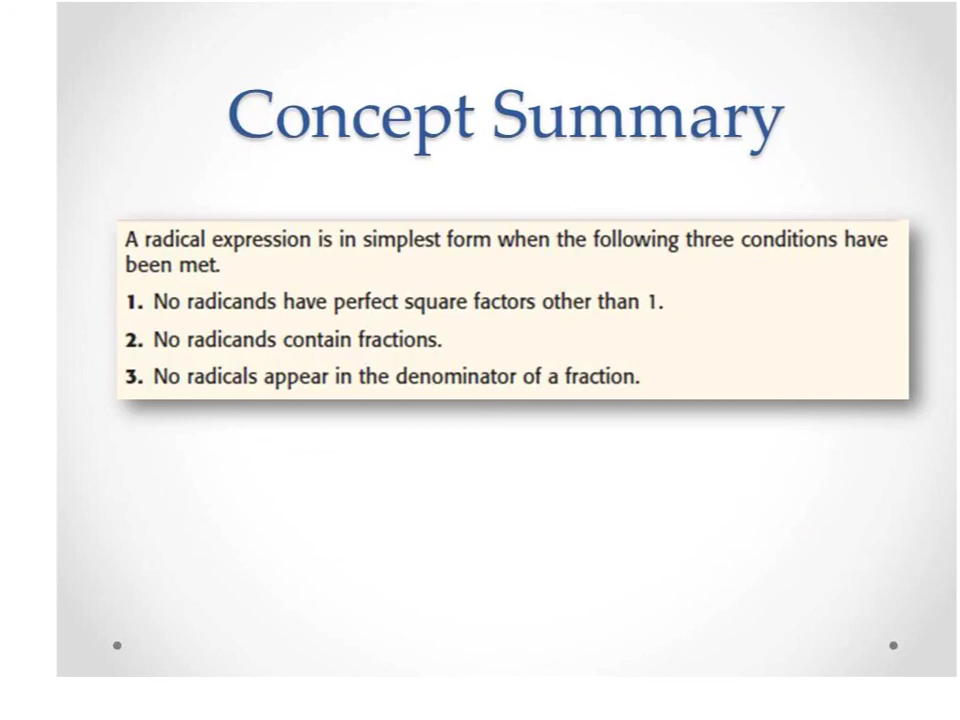 Concept Summary
A radical expression is in simplest form when the following three conditions have
been met.
1. No radicands have perfect square factors other than 1.
2. No radicands contain fractions.
3. No radicals appear in the denominator of a fraction.